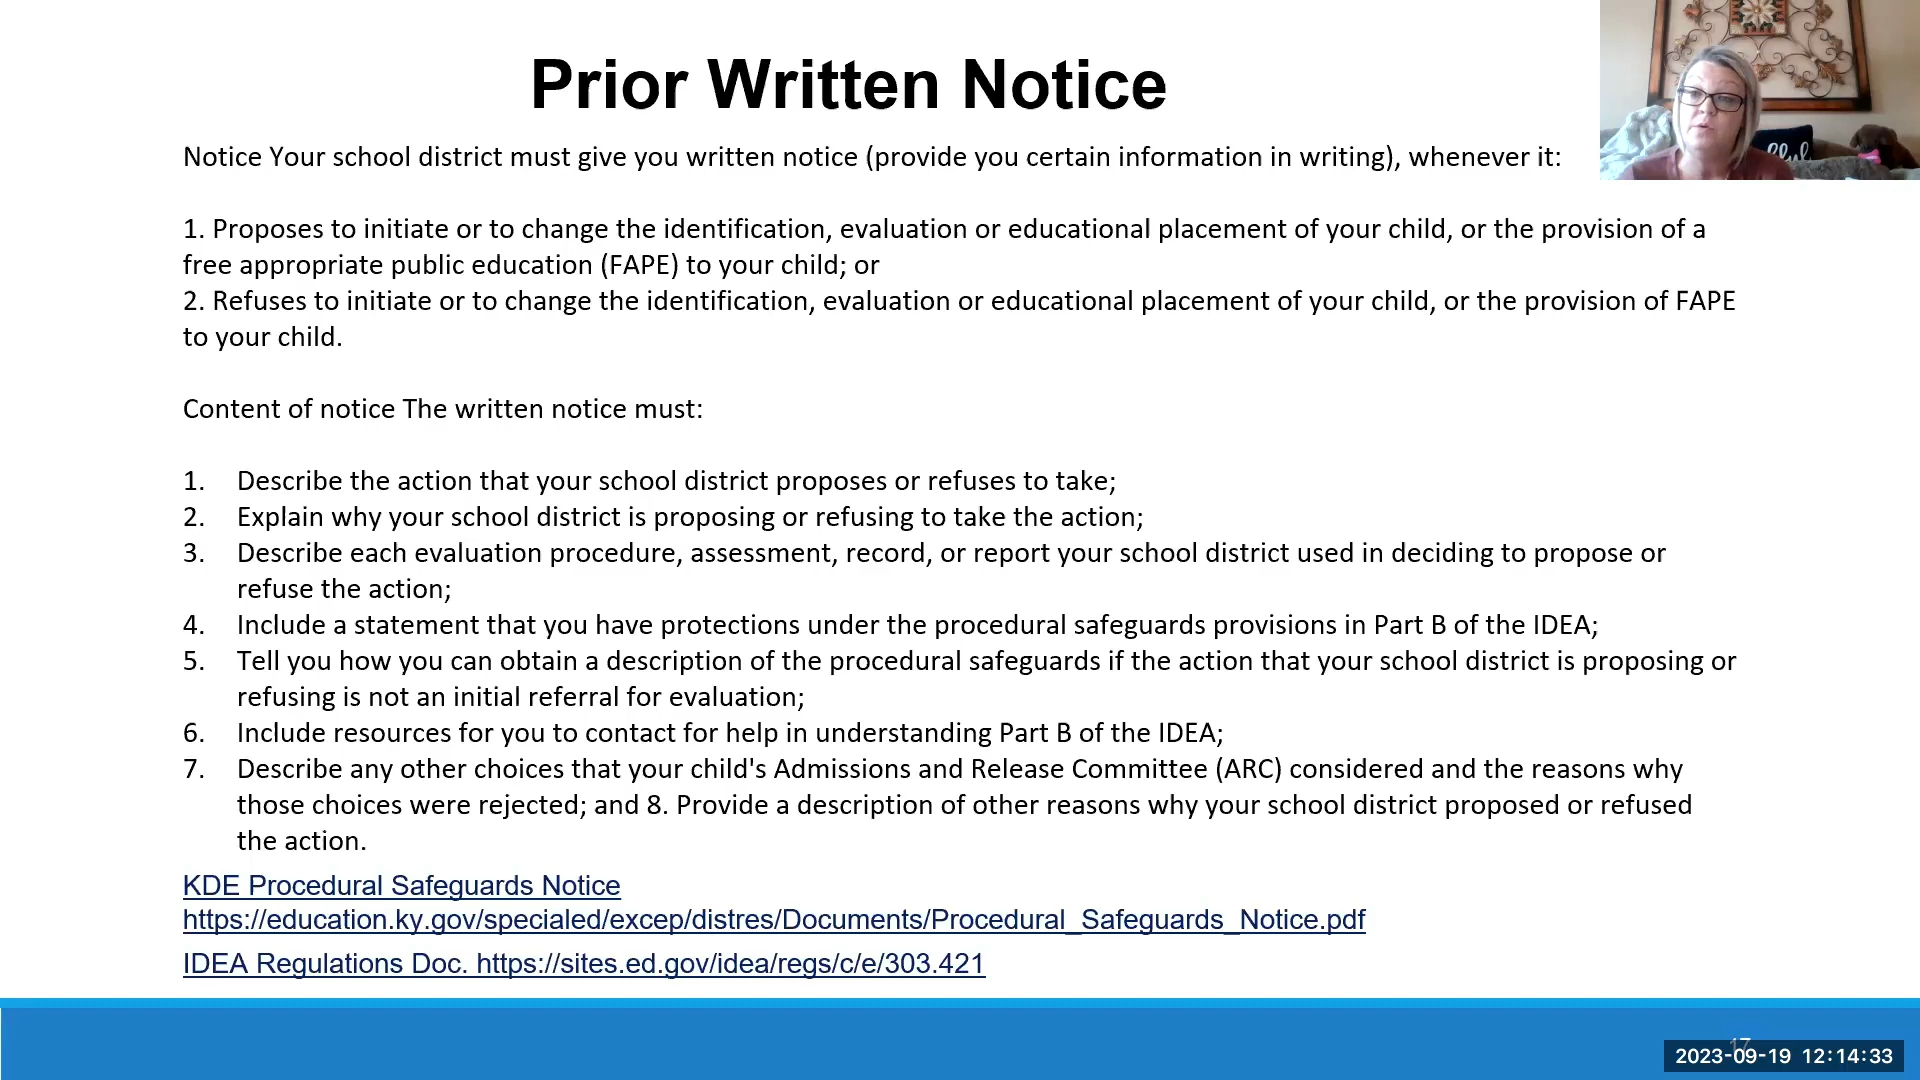 Prior Written Notice
Notice Your school district must give you written notice (provide you certain information in writing), whenever it:
1. Proposes to initiate or to change the identification, evaluation or educational placement of your child, or the provision of a
free appropriate public education (FAPE) to your child; or
2. Refuses to initiate or to change the identification, evaluation or educational placement of your child, or the provision of FAPE
to your child.
Content of notice The written notice must:
1. Describe the action that your school district proposes or refuses to take;
2. Explain why your school district is proposing or refusing to take the action;
3. Describe each evaluation procedure, assessment, record, or report your school district used in deciding to propose or
refuse the action;
4. Include a statement that you have protections under the procedural safeguards provisions in Part B of the IDEA;
5. Tell you how you can obtain a description of the procedural safeguards if the action that your school district is proposing or
refusing is not an initial referral for evaluation;
6. Include resources for you to contact for help in understanding Part B of the IDEA;
7. Describe any other choices that your child's Admissions and Release Committee (ARC) considered and the reasons why
those choices were rejected; and 8. Provide a description of other reasons why your school district proposed or refused
the action.
KDE Procedural Safeguards Notice
https://education.ky.gov/specialed/excep/distres/Documents/Procedural_Safeguards_Notice.pdf
IDEA Regulations Doc. https://sites.ed.gov/idea/regs/c/e/303.421
17
2023-09-19 12:14:33